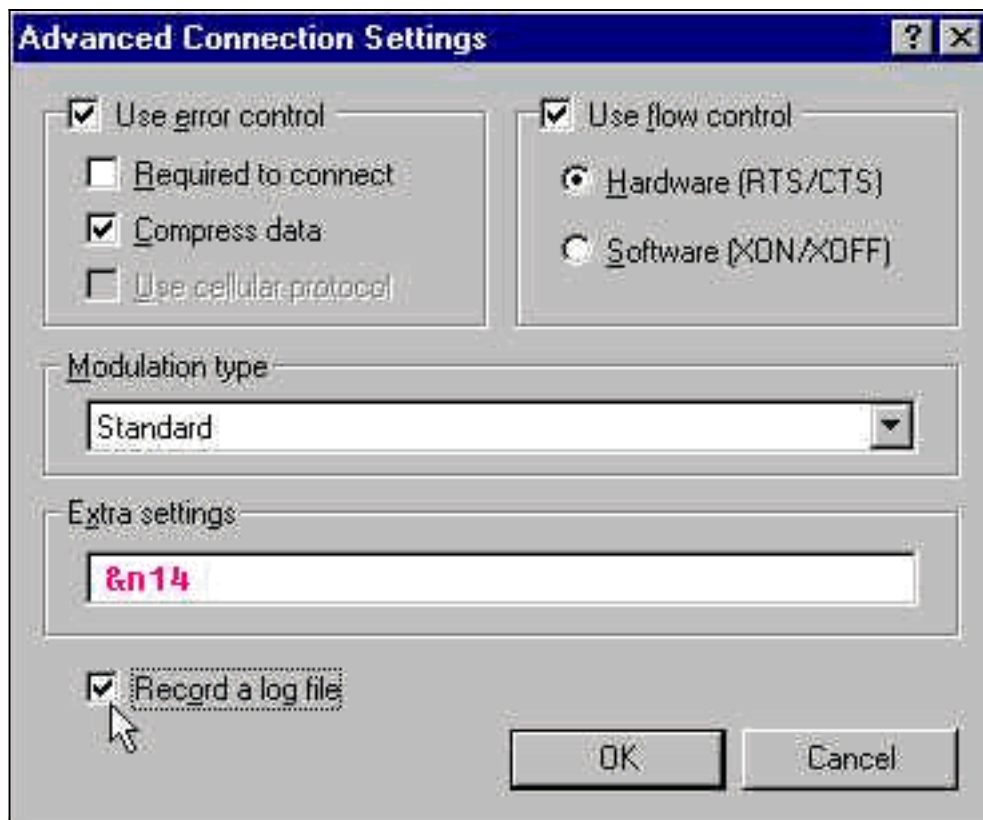 Advanced Connection Settings
Use error control
Required to connect
Compress data
Use cellular protocol
Use flow control
Hardware (RTS/CTS)
Software (XON/XOFF)
Modulation type
Standard
Extra settings
&n14
Record a log file
OK
Cancel